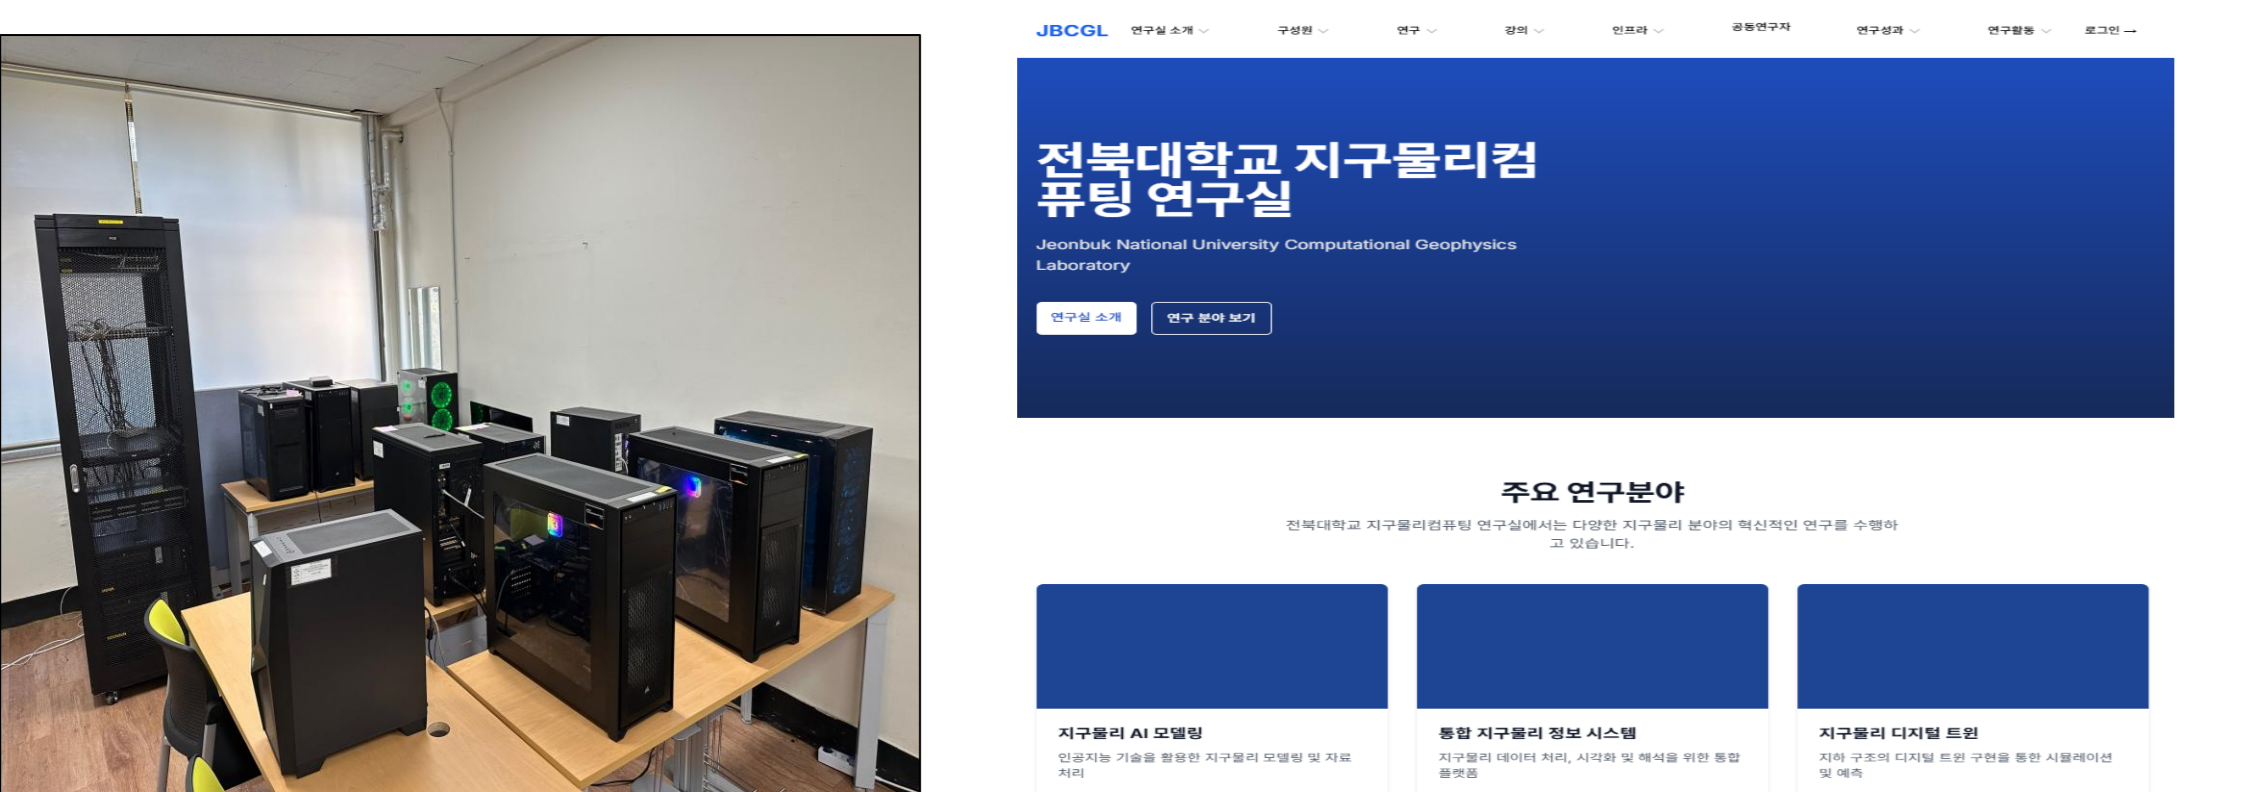 JBCGL
연구실 소개
구성원
연구
강의
인프라
공동연구자
연구성과
연구활동
로그인 →
전북대학교 지구물리컴
퓨팅 연구실
Jeonbuk National University Computational Geophysics
Laboratory
연구실 소개
연구 분야 보기
주요 연구분야
전북대학교 지구물리컴퓨팅 연구실에서는 다양한 지구물리 분야의 혁신적인 연구를 수행하
고 있습니다.
지구물리 AI 모델링
인공지능 기술을 활용한 지구물리 모델링 및 자료
처리
통합 지구물리 정보 시스템
지구물리 데이터 처리, 시각화 및 해석을 위한 통합
플랫폼
지구물리 디지털 트윈
지하 구조의 디지털 트윈 구현을 통한 시뮬레이션
및 예측